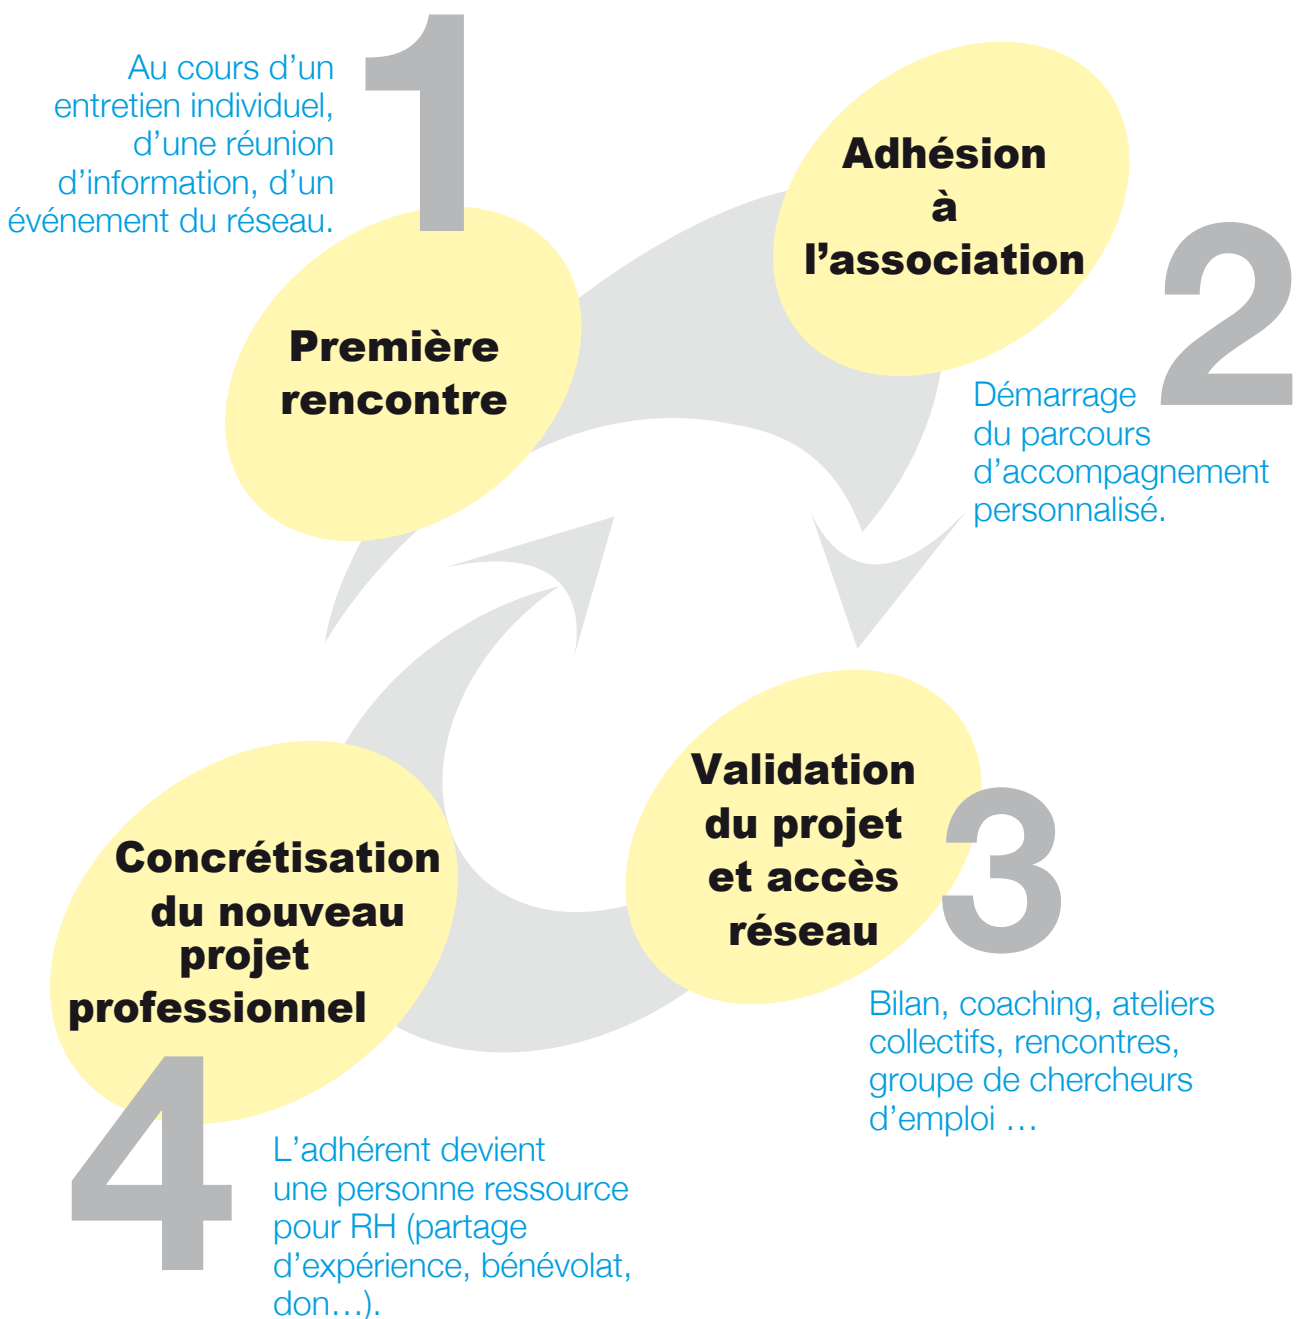 1
Au cours d’un
entretien individuel,
d’une réunion
d’information, d’un
événement du réseau.
Première
rencontre
Adhésion
à
l’association
2
Démarrage
du parcours
d’accompagnement
personnalisé.
Validation
du projet
et accès
réseau
3
Bilan, coaching, ateliers
collectifs, rencontres,
groupe de chercheurs
d’emploi …
Concrétisation
du nouveau
projet
professionnel
4
L’adhérent devient
une personne ressource
pour RH (partage
d’expérience, bénévolat,
don…).